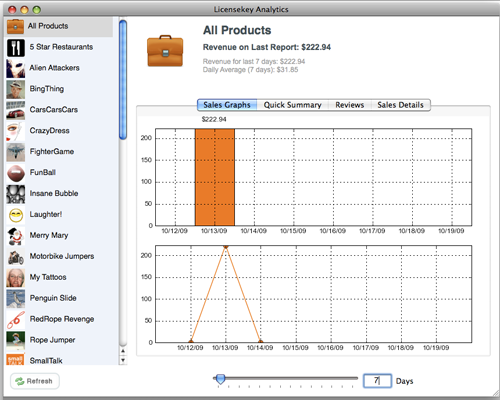 Licensekey Analytics
All Products
5 Star Restaurants
Alien Attackers
BingThing
CarsCarsCars
CrazyDress
FighterGame
FunBall
Insane Bubble
Laughter!
Merry Mary
Motorbike Jumpers
My Tattoos
Penguin Slide
RedRope Revenge
Rope Jumper
SmallTalk
Refresh
All Products
Revenue on Last Report: $222.94
Revenue for last 7 days: $222.94
Daily Average (7 days): $31.85
Sales Graphs Quick Summary Reviews Sales Details
$222.94
200
150
100
50
0
10/12/09 10/13/09 10/14/09 10/15/09 10/16/09 10/17/09 10/18/09 10/19/09
200
150
100
50
0
10/12/09 10/13/09 10/14/09 10/15/09 10/16/09 10/17/09 10/18/09 10/19/09
7 Days